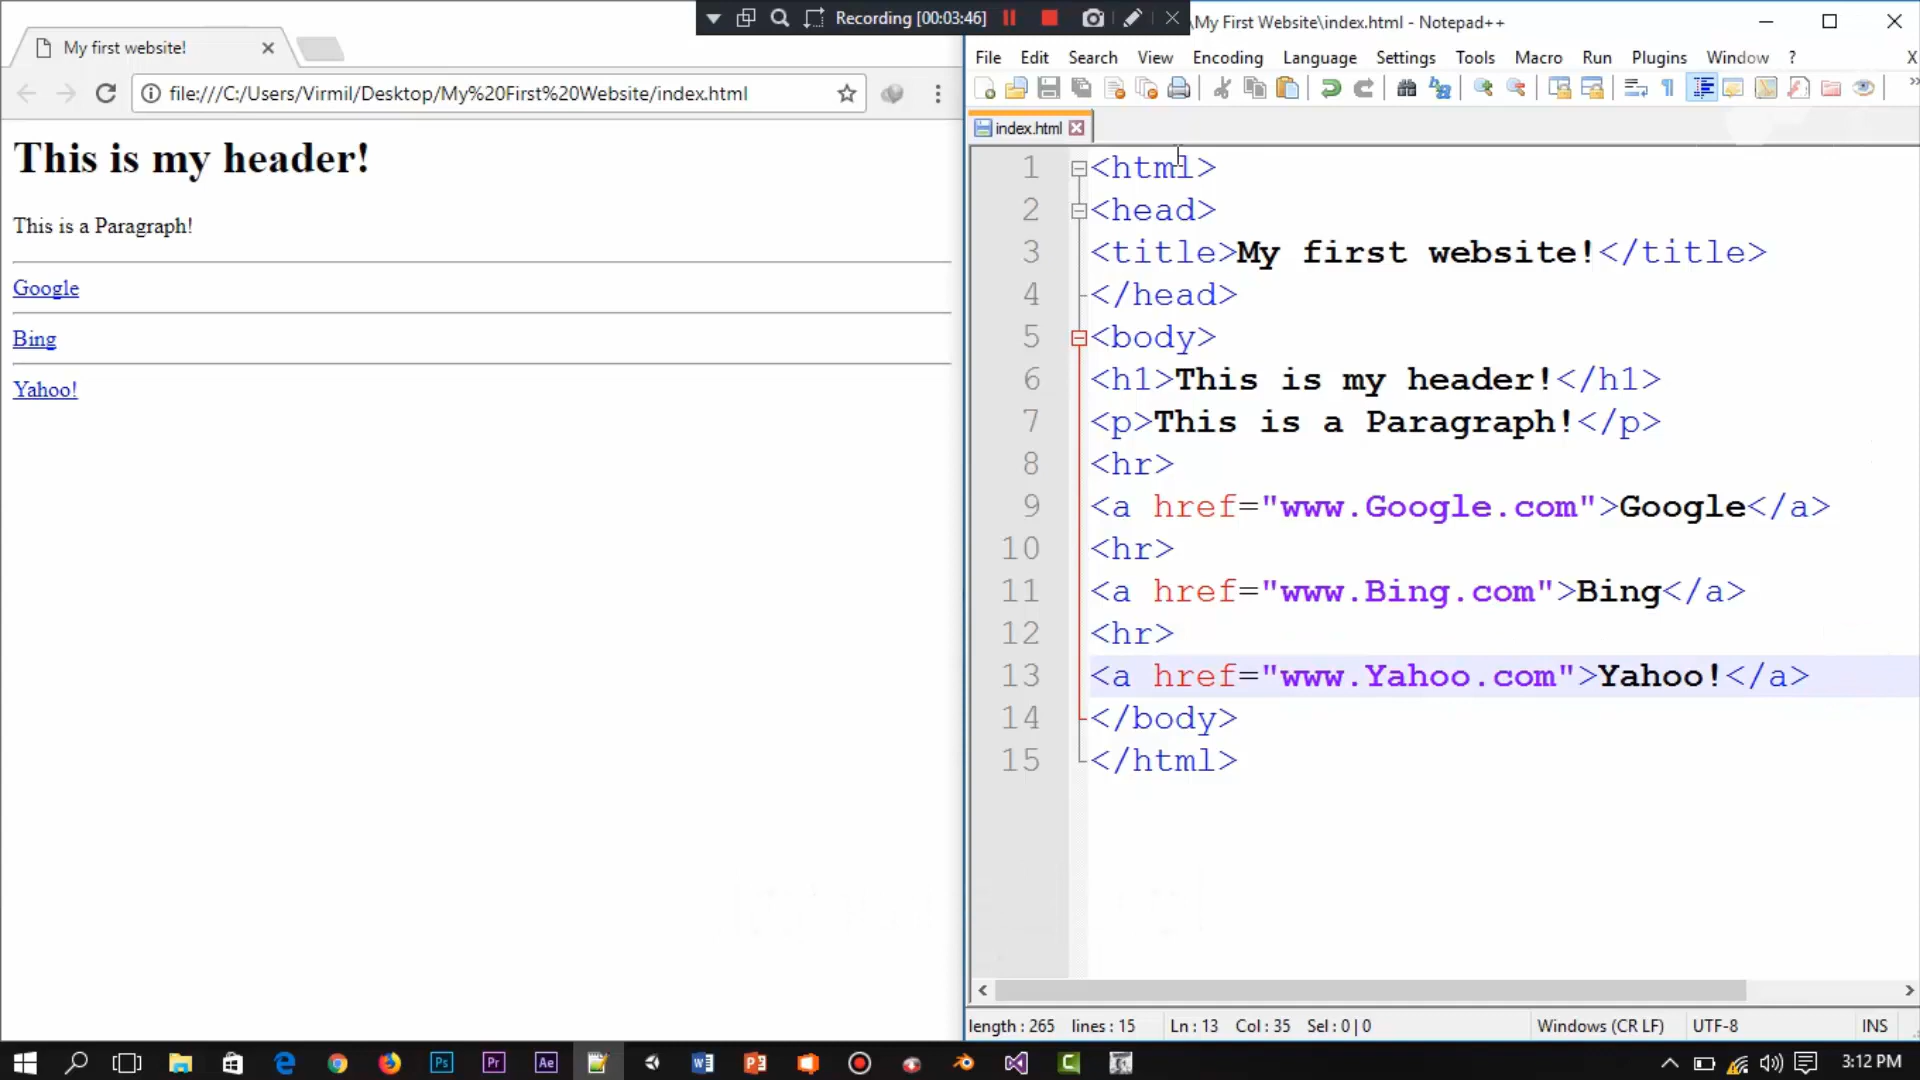 Recording [00:03:46]
My first website!
file:///C:/Users/Virmil/Desktop/My%20First%20Website/index.html
This is my header!
This is a Paragraph!
Google
Bing
Yahoo!
\My First Website\index.html - Notepad++
File Edit Search View Encoding Language Settings Tools Macro Run Plugins Window ? X
index.html
1 <html>
2 <head>
3 <title>My first website!</title>
4 </head>
5 <body>
6 <h1>This is my header!</h1>
7 <p>This is a Paragraph!</p>
8 <hr>
9 <a href="www.Google.com">Google</a>
10 <hr>
11 <a href="www.Bing.com">Bing</a>
12 <hr>
13 <a href="www.Yahoo.com">Yahoo!</a>
14 </body>
15 </html>
length : 265 lines : 15 Ln : 13 Col : 35 Sel : 0 | 0 Windows (CR LF) UTF-8 INS
Ps Pr Ae 3:12 PM